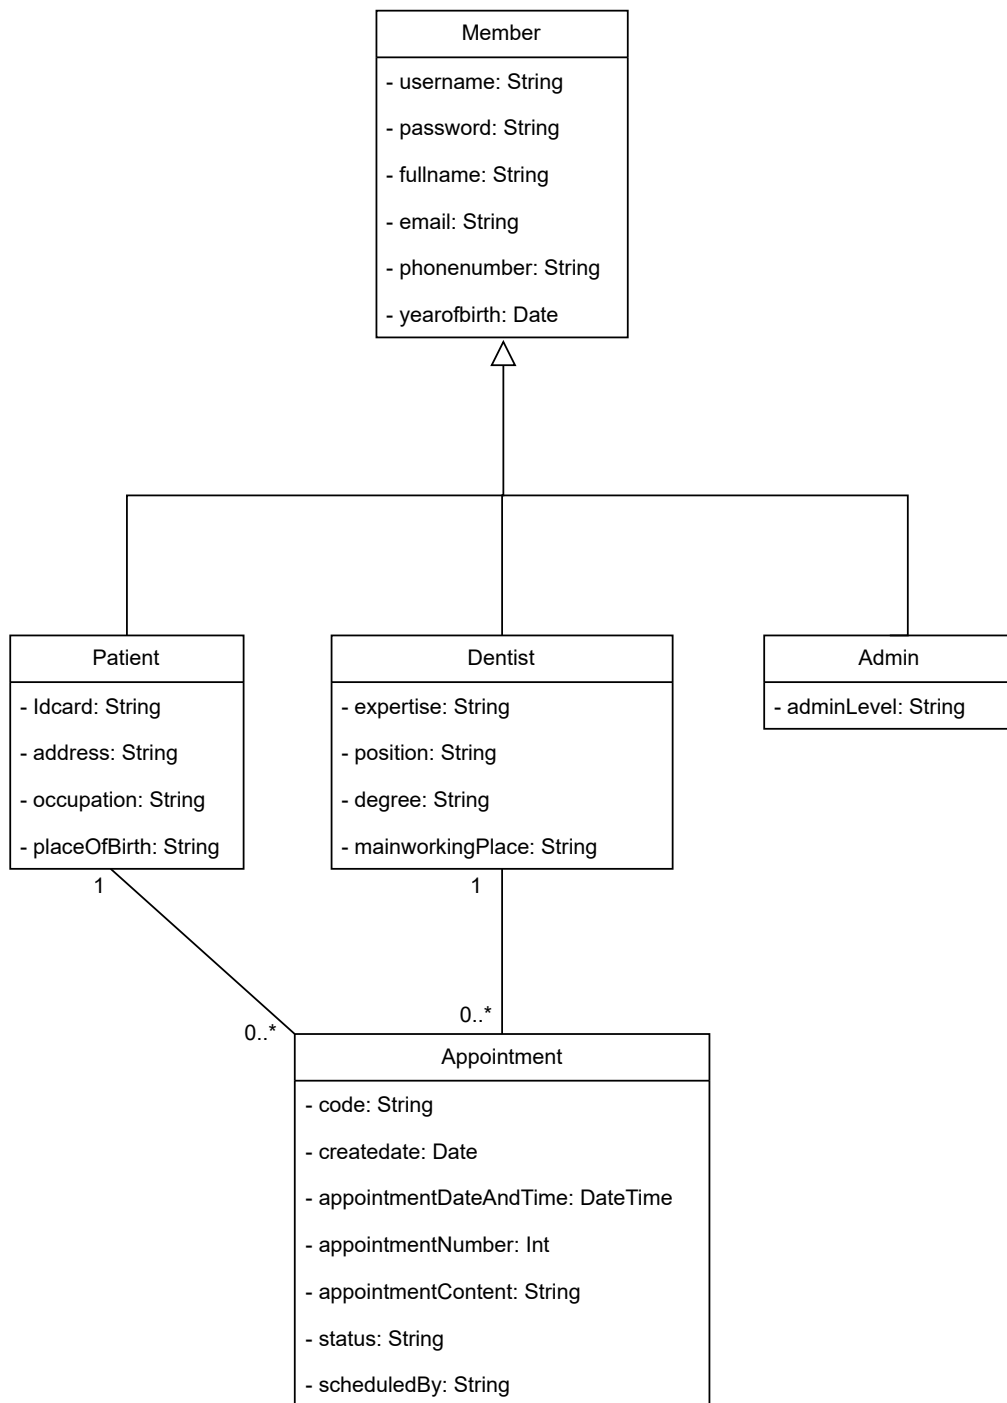 Member
- username: String
- password: String
- fullname: String
- email: String
- phonenumber: String
- yearofbirth: Date
Patient
- Idcard: String
- address: String
- occupation: String
- placeOfBirth: String
Dentist
- expertise: String
- position: String
- degree: String
- mainworkingPlace: String
Admin
- adminLevel: String
1
1
0..*
0..*
Appointment
- code: String
- createdate: Date
- appointmentDateAndTime: DateTime
- appointmentNumber: Int
- appointmentContent: String
- status: String
- scheduledBy: String